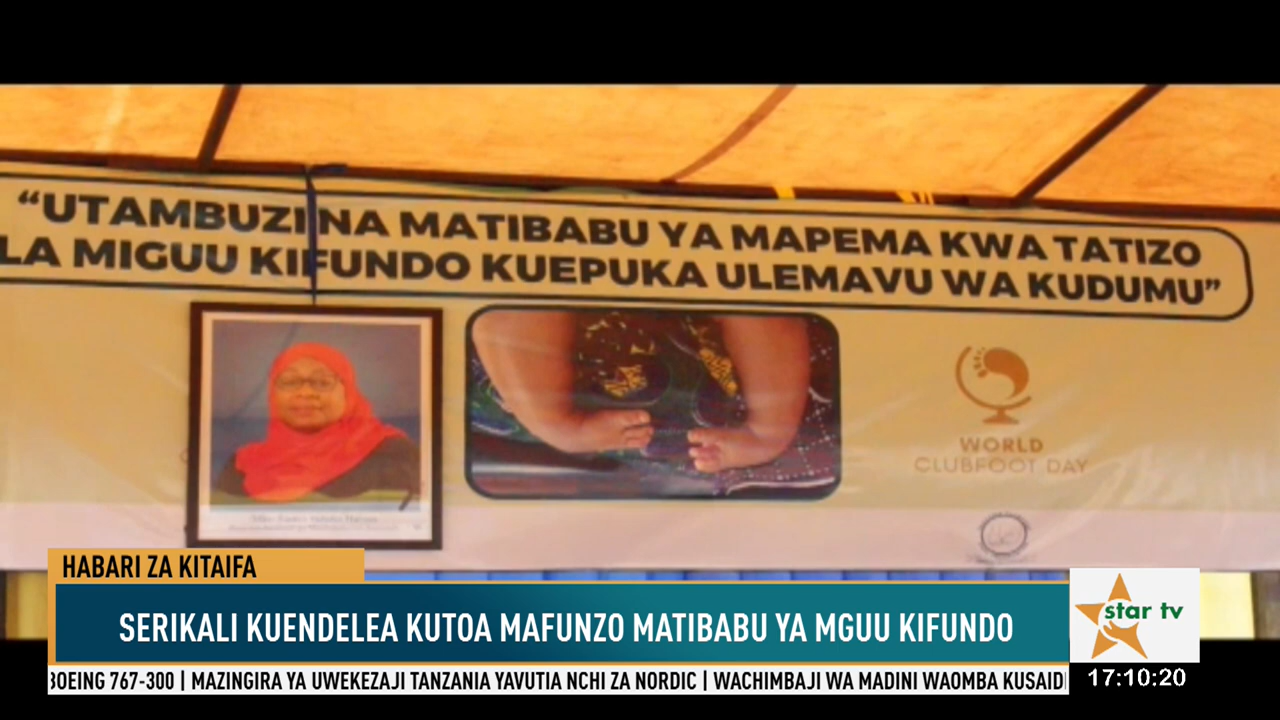 “UTAMBUZI NA MATIBABU YA MAPEMA KWA TATIZO
LA MIGUU KIFUNDO KUEPUKA ULEMAVU WA KUDUMU”
WORLD
CLUBFOOT DAY
HABARI ZA KITAIFA
SERIKALI KUENDELEA KUTOA MAFUNZO MATIBABU YA MGUU KIFUNDO
star tv
BOEING 767-300 | MAZINGIRA YA UWEKEZAJI TANZANIA YAVUTIA NCHI ZA NORDIC | WACHIMBAJI WA MADINI WAOMBA KUSAIDI
17:10:20